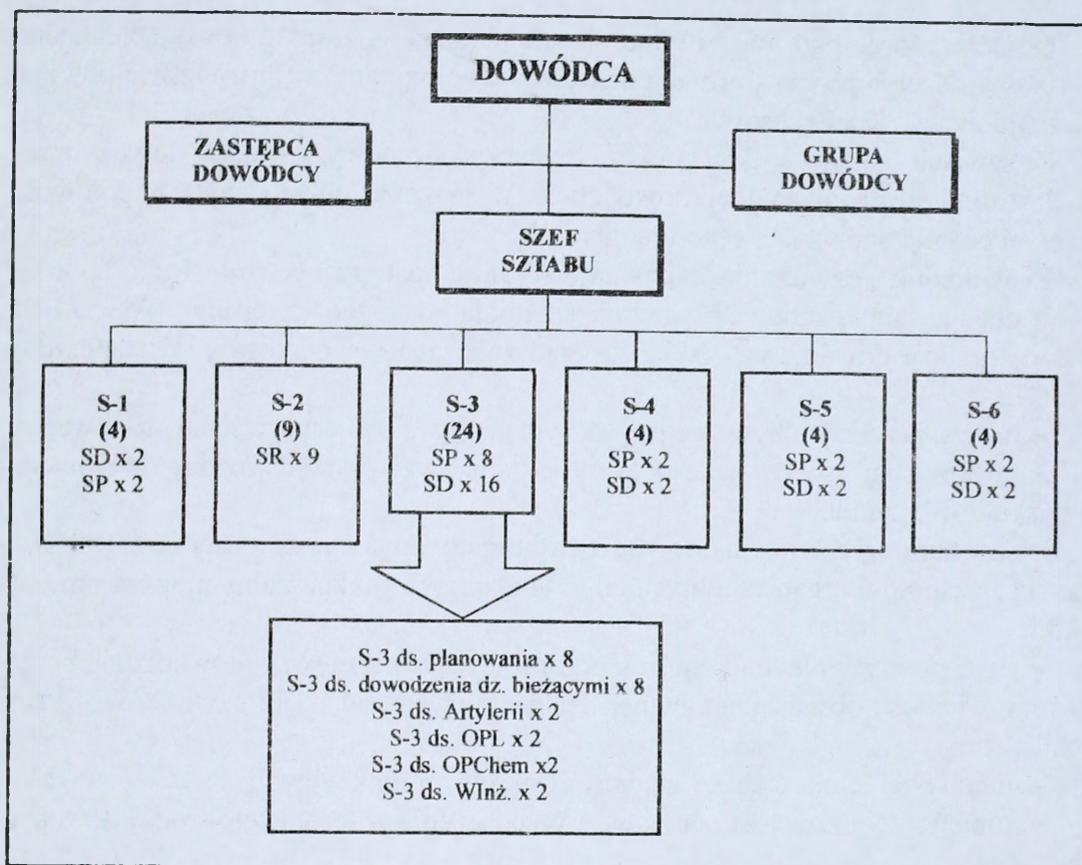 DOWÓDCA
ZASTĘPCA
DOWÓDCY
GRUPA
DOWÓDCY
SZEF
SZTABU
S-1
(4)
SD x 2
SP x 2
S-2
(9)
SR x 9
S-3
(24)
SP x 8
SD x 16
S-4
(4)
SP x 2
SD x 2
S-5
(4)
SP x 2
SD x 2
S-6
(4)
SP x 2
SD x 2
S-3 ds. planowania x 8
S-3 ds. dowodzenia dz. bieżącymi x 8
S-3 ds. Artylerii x 2
S-3 ds. OPL x 2
S-3 ds. OPChem x2
S-3 ds. WInż. x 2